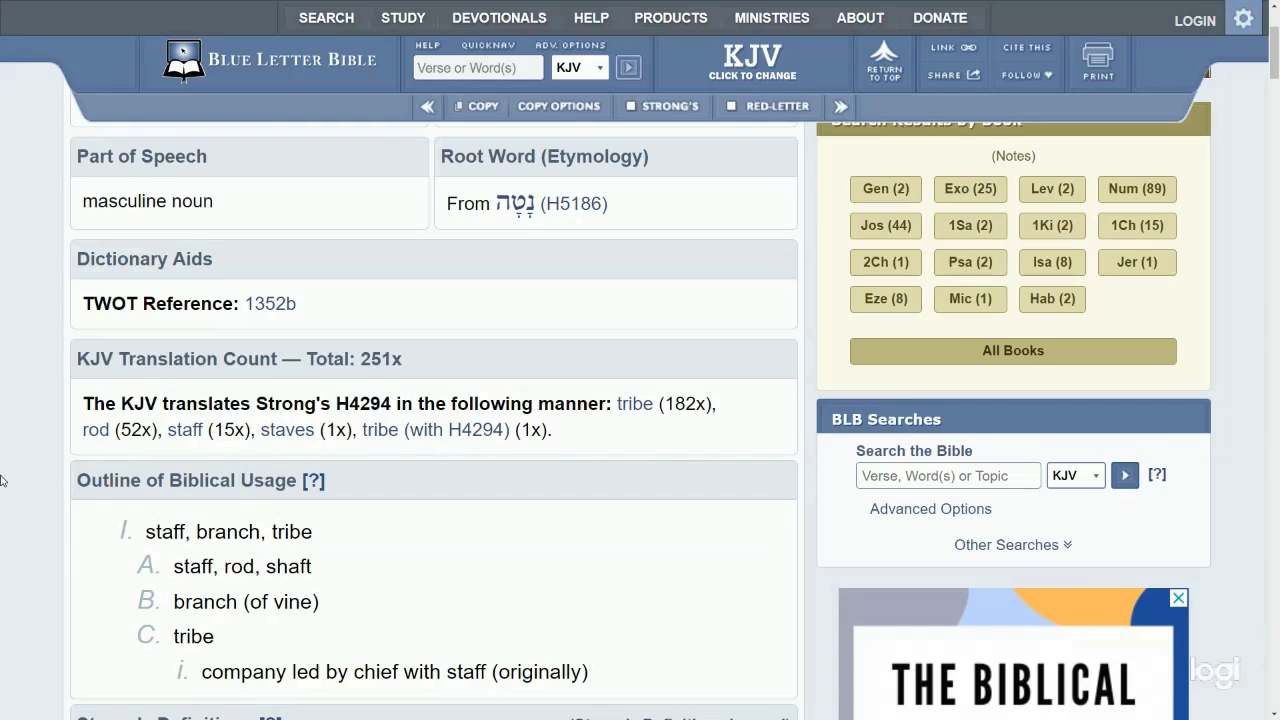 SEARCH STUDY DEVOTIONALS HELP PRODUCTS MINISTRIES ABOUT DONATE LOGIN
BLUE LETTER BIBLE
HELP QUICKNAV ADV. OPTIONS
Verse or Word(s) KJV
KJV
CLICK TO CHANGE
RETURN
TO TOP
LINK CITE THIS
SHARE FOLLOW
PRINT
COPY COPY OPTIONS STRONG'S RED-LETTER
Part of Speech
masculine noun
Root Word (Etymology)
From נָטָה (H5186)
Dictionary Aids
TWOT Reference: 1352b
KJV Translation Count — Total: 251x
The KJV translates Strong's H4294 in the following manner: tribe (182x),
rod (52x), staff (15x), staves (1x), tribe (with H4294) (1x).
Outline of Biblical Usage [?]
I. staff, branch, tribe
A. staff, rod, shaft
B. branch (of vine)
C. tribe
i. company led by chief with staff (originally)
Search Results by Book
(Notes)
Gen (2) Exo (25) Lev (2) Num (89)
Jos (44) 1Sa (2) 1Ki (2) 1Ch (15)
2Ch (1) Psa (2) Isa (8) Jer (1)
Eze (8) Mic (1) Hab (2)
All Books
BLB Searches
Search the Bible
Verse, Word(s) or Topic KJV [?]
Advanced Options
Other Searches
THE BIBLICAL
logi